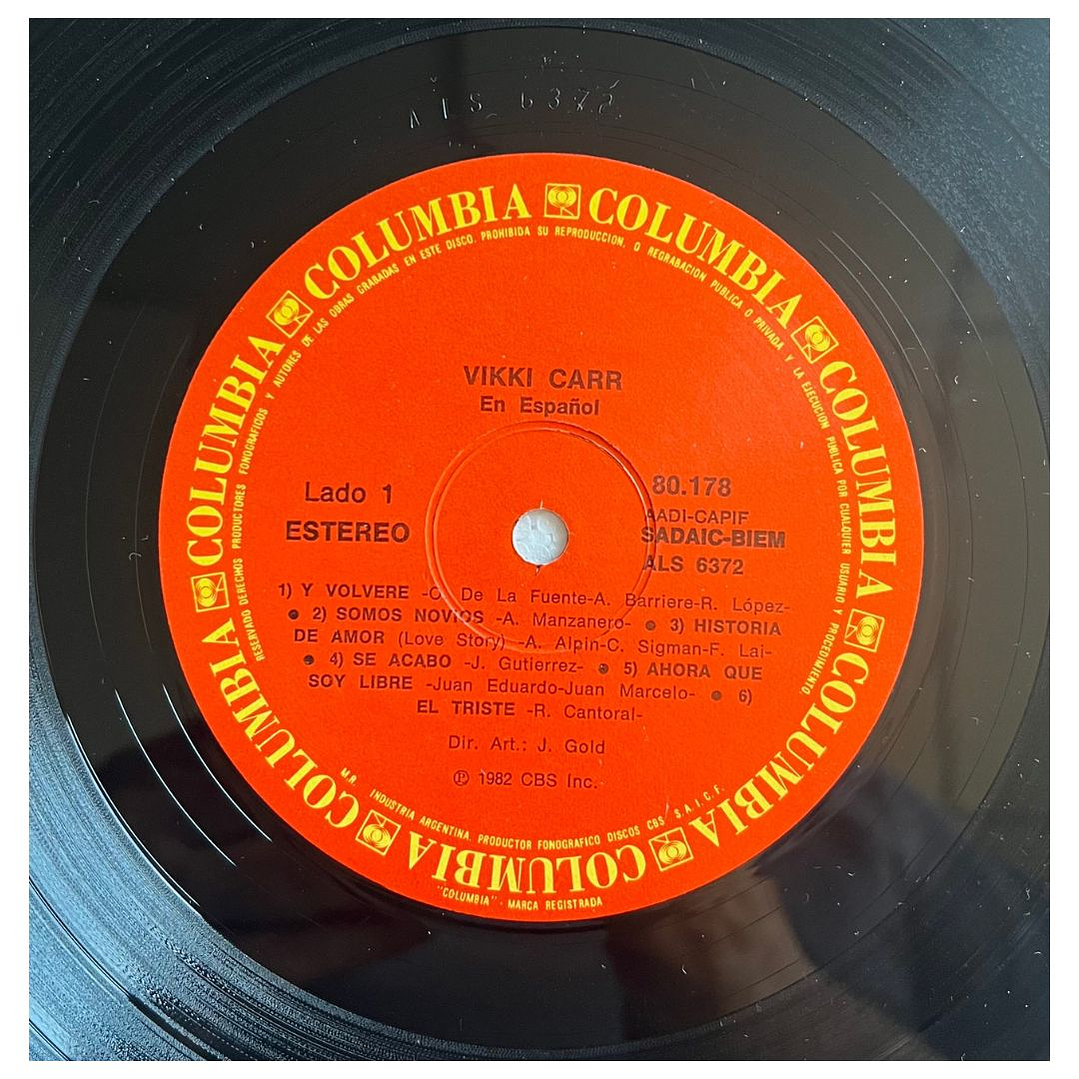 ALS 6372
COLUMBIA COLUMBIA COLUMBIA COLUMBIA COLUMBIA COLUMBIA COLUMBIA COLUMBIA COLUMBIA
RESERVADO DERECHOS PRODUCTORES FONOGRAFICOS Y AUTORES DE LAS OBRAS GRABADAS EN ESTE DISCO. PROHIBIDA SU REPRODUCCION, O REGRABACION PUBLICA O PRIVADA Y LA EJECUCION PUBLICA POR CUALQUIER USUARIO Y PROCEDIMIENTO.
VIKKI CARR
En Español
Lado 1
ESTEREO
80.178
AADI-CAPIF
SADAIC-BIEM
ALS 6372
1) Y VOLVERE -O. De La Fuente-A. Barriere-R. López-
● 2) SOMOS NOVIOS -A. Manzanero- ● 3) HISTORIA
DE AMOR (Love Story) -A. Alpin-C. Sigman-F. Lai-
● 4) SE ACABO -J. Gutierrez- ● 5) AHORA QUE
SOY LIBRE -Juan Eduardo-Juan Marcelo- ● 6)
EL TRISTE -R. Cantoral-
Dir. Art.: J. Gold
℗ 1982 CBS Inc.
M.R.
INDUSTRIA ARGENTINA. PRODUCTOR FONOGRAFICO DISCOS CBS S.A.I.C.F.
"COLUMBIA" - MARCA REGISTRADA